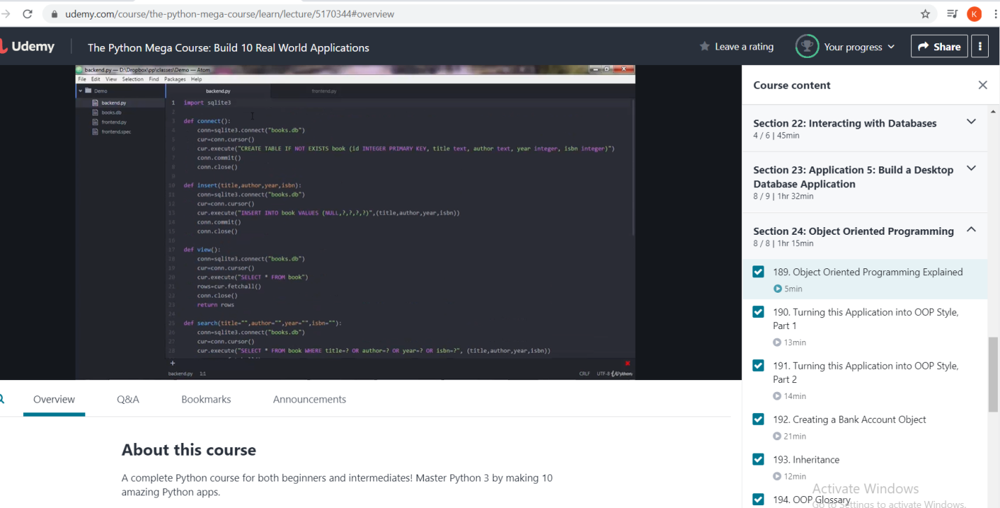 udemy.com/course/the-python-mega-course/learn/lecture/5170344#overview
K
Udemy
The Python Mega Course: Build 10 Real World Applications
Leave a rating
Your progress
Share
backend.py — D:\Dropbox\pp\classes\Demo — Atom
File Edit View Selection Find Packages Help
Demo
backend.py
books.db
frontend.py
frontend.spec
backend.py
frontend.py
1 import sqlite3
2
3 def connect():
4 conn=sqlite3.connect("books.db")
5 cur=conn.cursor()
6 cur.execute("CREATE TABLE IF NOT EXISTS book (id INTEGER PRIMARY KEY, title text, author text, year integer, isbn integer)")
7 conn.commit()
8 conn.close()
9
10 def insert(title,author,year,isbn):
11 conn=sqlite3.connect("books.db")
12 cur=conn.cursor()
13 cur.execute("INSERT INTO book VALUES (NULL,?,?,?,?)",(title,author,year,isbn))
14 conn.commit()
15 conn.close()
16
17 def view():
18 conn=sqlite3.connect("books.db")
19 cur=conn.cursor()
20 cur.execute("SELECT * FROM book")
21 rows=cur.fetchall()
22 conn.close()
23 return rows
24
25 def search(title="",author="",year="",isbn=""):
26 conn=sqlite3.connect("books.db")
27 cur=conn.cursor()
28 cur.execute("SELECT * FROM book WHERE title=? OR author=? OR year=? OR isbn=?", (title,author,year,isbn))
backend.py 1:1
CRLF UTF-8 Python
Overview
Q&A
Bookmarks
Announcements
About this course
A complete Python course for both beginners and intermediates! Master Python 3 by making 10
amazing Python apps.
Course content
Section 22: Interacting with Databases
4 / 6 | 45min
Section 23: Application 5: Build a Desktop
Database Application
8 / 9 | 1hr 32min
Section 24: Object Oriented Programming
8 / 8 | 1hr 15min
189. Object Oriented Programming Explained
5min
190. Turning this Application into OOP Style,
Part 1
13min
191. Turning this Application into OOP Style,
Part 2
14min
192. Creating a Bank Account Object
21min
193. Inheritance
12min
194. OOP Glossary
Activate Windows
Go to Settings to activate Windows.